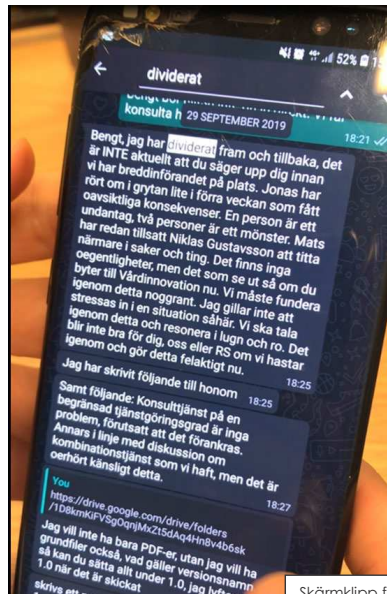 52%
dividerat
konsulta h
29 SEPTEMBER 2019
18:21
Bengt, jag har dividerat fram och tillbaka, det
är INTE aktuellt att du säger upp dig innan
vi har breddinförandet på plats. Jonas har
rört om i grytan lite i förra veckan som fått
oavsiktliga konsekvenser. En person är ett
undantag, två personer är ett mönster. Mats
har redan tillsatt Niklas Gustavsson att titta
närmare i saker och ting. Det finns inga
oegentligheter, men det som se ut så om du
byter till Vårdinnovation nu. Vi måste fundera
igenom detta noggrant. Jag gillar inte att
stressas in i en situation såhär. Vi ska tala
igenom detta och resonera i lugn och ro. Det
blir inte bra för dig, oss eller RS om vi hastar
igenom och gör detta felaktigt nu.
18:25
Jag har skrivit följande till honom
18:25
Samt följande: Konsulttjänst på en
begränsad tjänstgöringsgrad är inga
problem, förutsatt att det förankras.
Annars i linje med diskussion om
kombinationstjänst som vi haft, men det är
oerhört känsligt detta.
18:27
You
https://drive.google.com/drive/folders
/1D8kmKiFVSgOqnjMxZt5dAq4Hn8v4b6sk
Jag vill inte ha bara PDF-er, utan jag vill ha
grundfiler också, vad gäller versionsnamn
så kan du sätta allt under 1.0, jag lyfter
1.0 när det är skickat
skrivs ett
Skärmklipp f